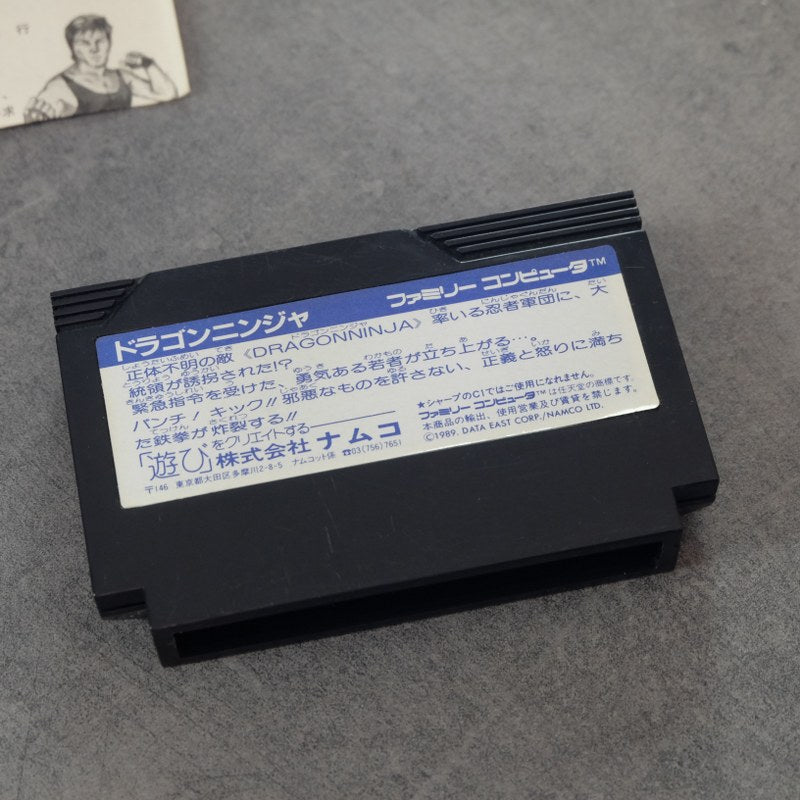 行
求
ドラゴンニンジャ ファミリー コンピュータ™
正体不明の敵《DRAGONNINJA》率いる忍者軍団に、大
統領が誘拐された!?
緊急指令を受けた、勇気ある若者が立ち上がる…。
パンチ! キック!! 邪悪なものを許さない、正義と怒りに満ち
た鉄拳が炸裂する!!
「遊び」をクリエイトする
株式会社 ナムコ
〒146 東京都大田区多摩川2-8-5 ナムコット係 ☎03(756)7651
★シャープのC1ではご使用になれません。
ファミリー コンピュータ™は任天堂の商標です。
本商品の輸出、使用営業及び賃貸を禁じます。
©1989. DATA EAST CORP./NAMCO LTD.